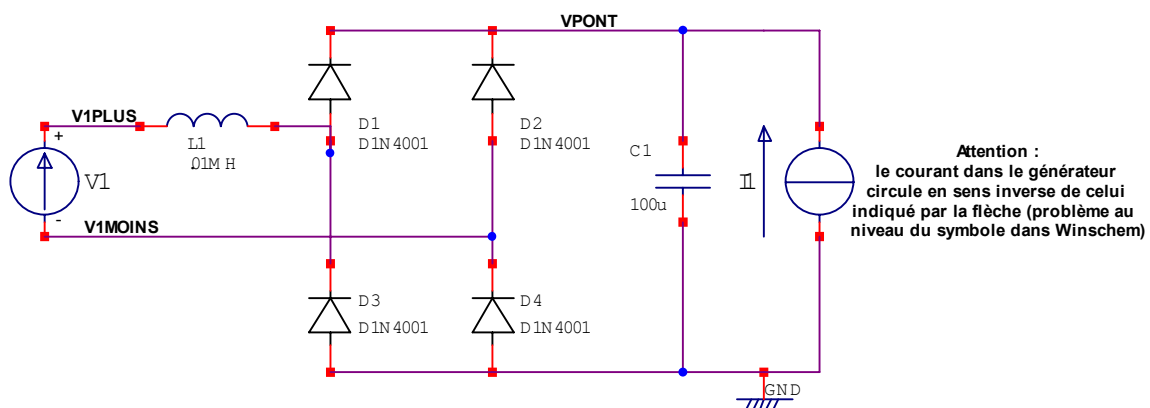 VPONT
V1PLUS
+
L1
.01MH
V1
-
V1MOINS
D1
D1N4001
D2
D1N4001
C1
100u
I1
Attention :
le courant dans le générateur
circule en sens inverse de celui
indiqué par la flèche (problème au
niveau du symbole dans Winschem)
D3
D1N4001
D4
D1N4001
GND